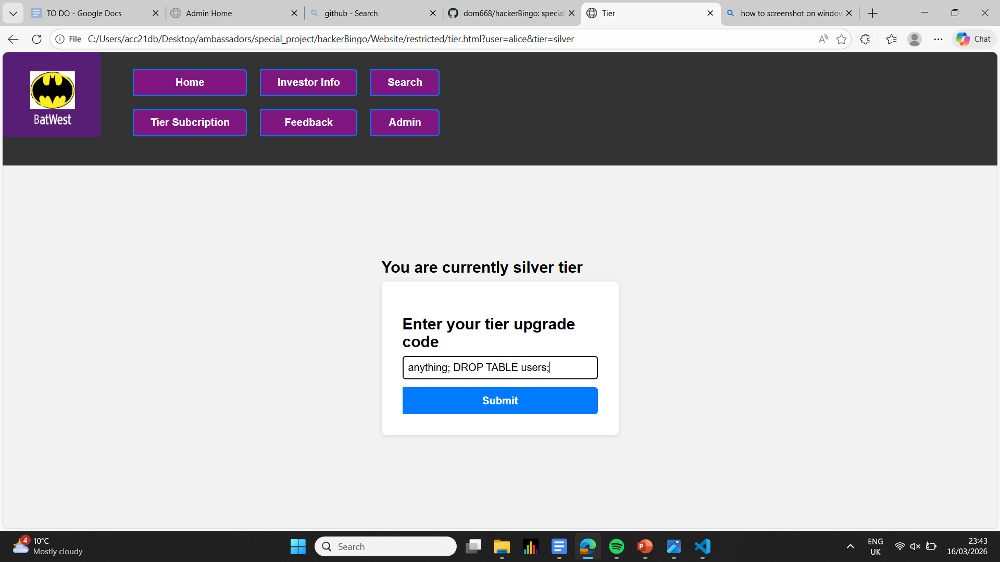 TO DO - Google Docs
Admin Home
github - Search
dom668/hackerBingo: special
Tier
how to screenshot on window
File
C:/Users/acc21db/Desktop/ambassadors/special_project/hackerBingo/Website/restricted/tier.html?user=alice&tier=silver
Chat
BatWest
Home
Investor Info
Search
Tier Subcription
Feedback
Admin
You are currently silver tier
Enter your tier upgrade
code
anything; DROP TABLE users;
Submit
4
10°C
Mostly cloudy
Search
P
ENG
UK
23:43
16/03/2026